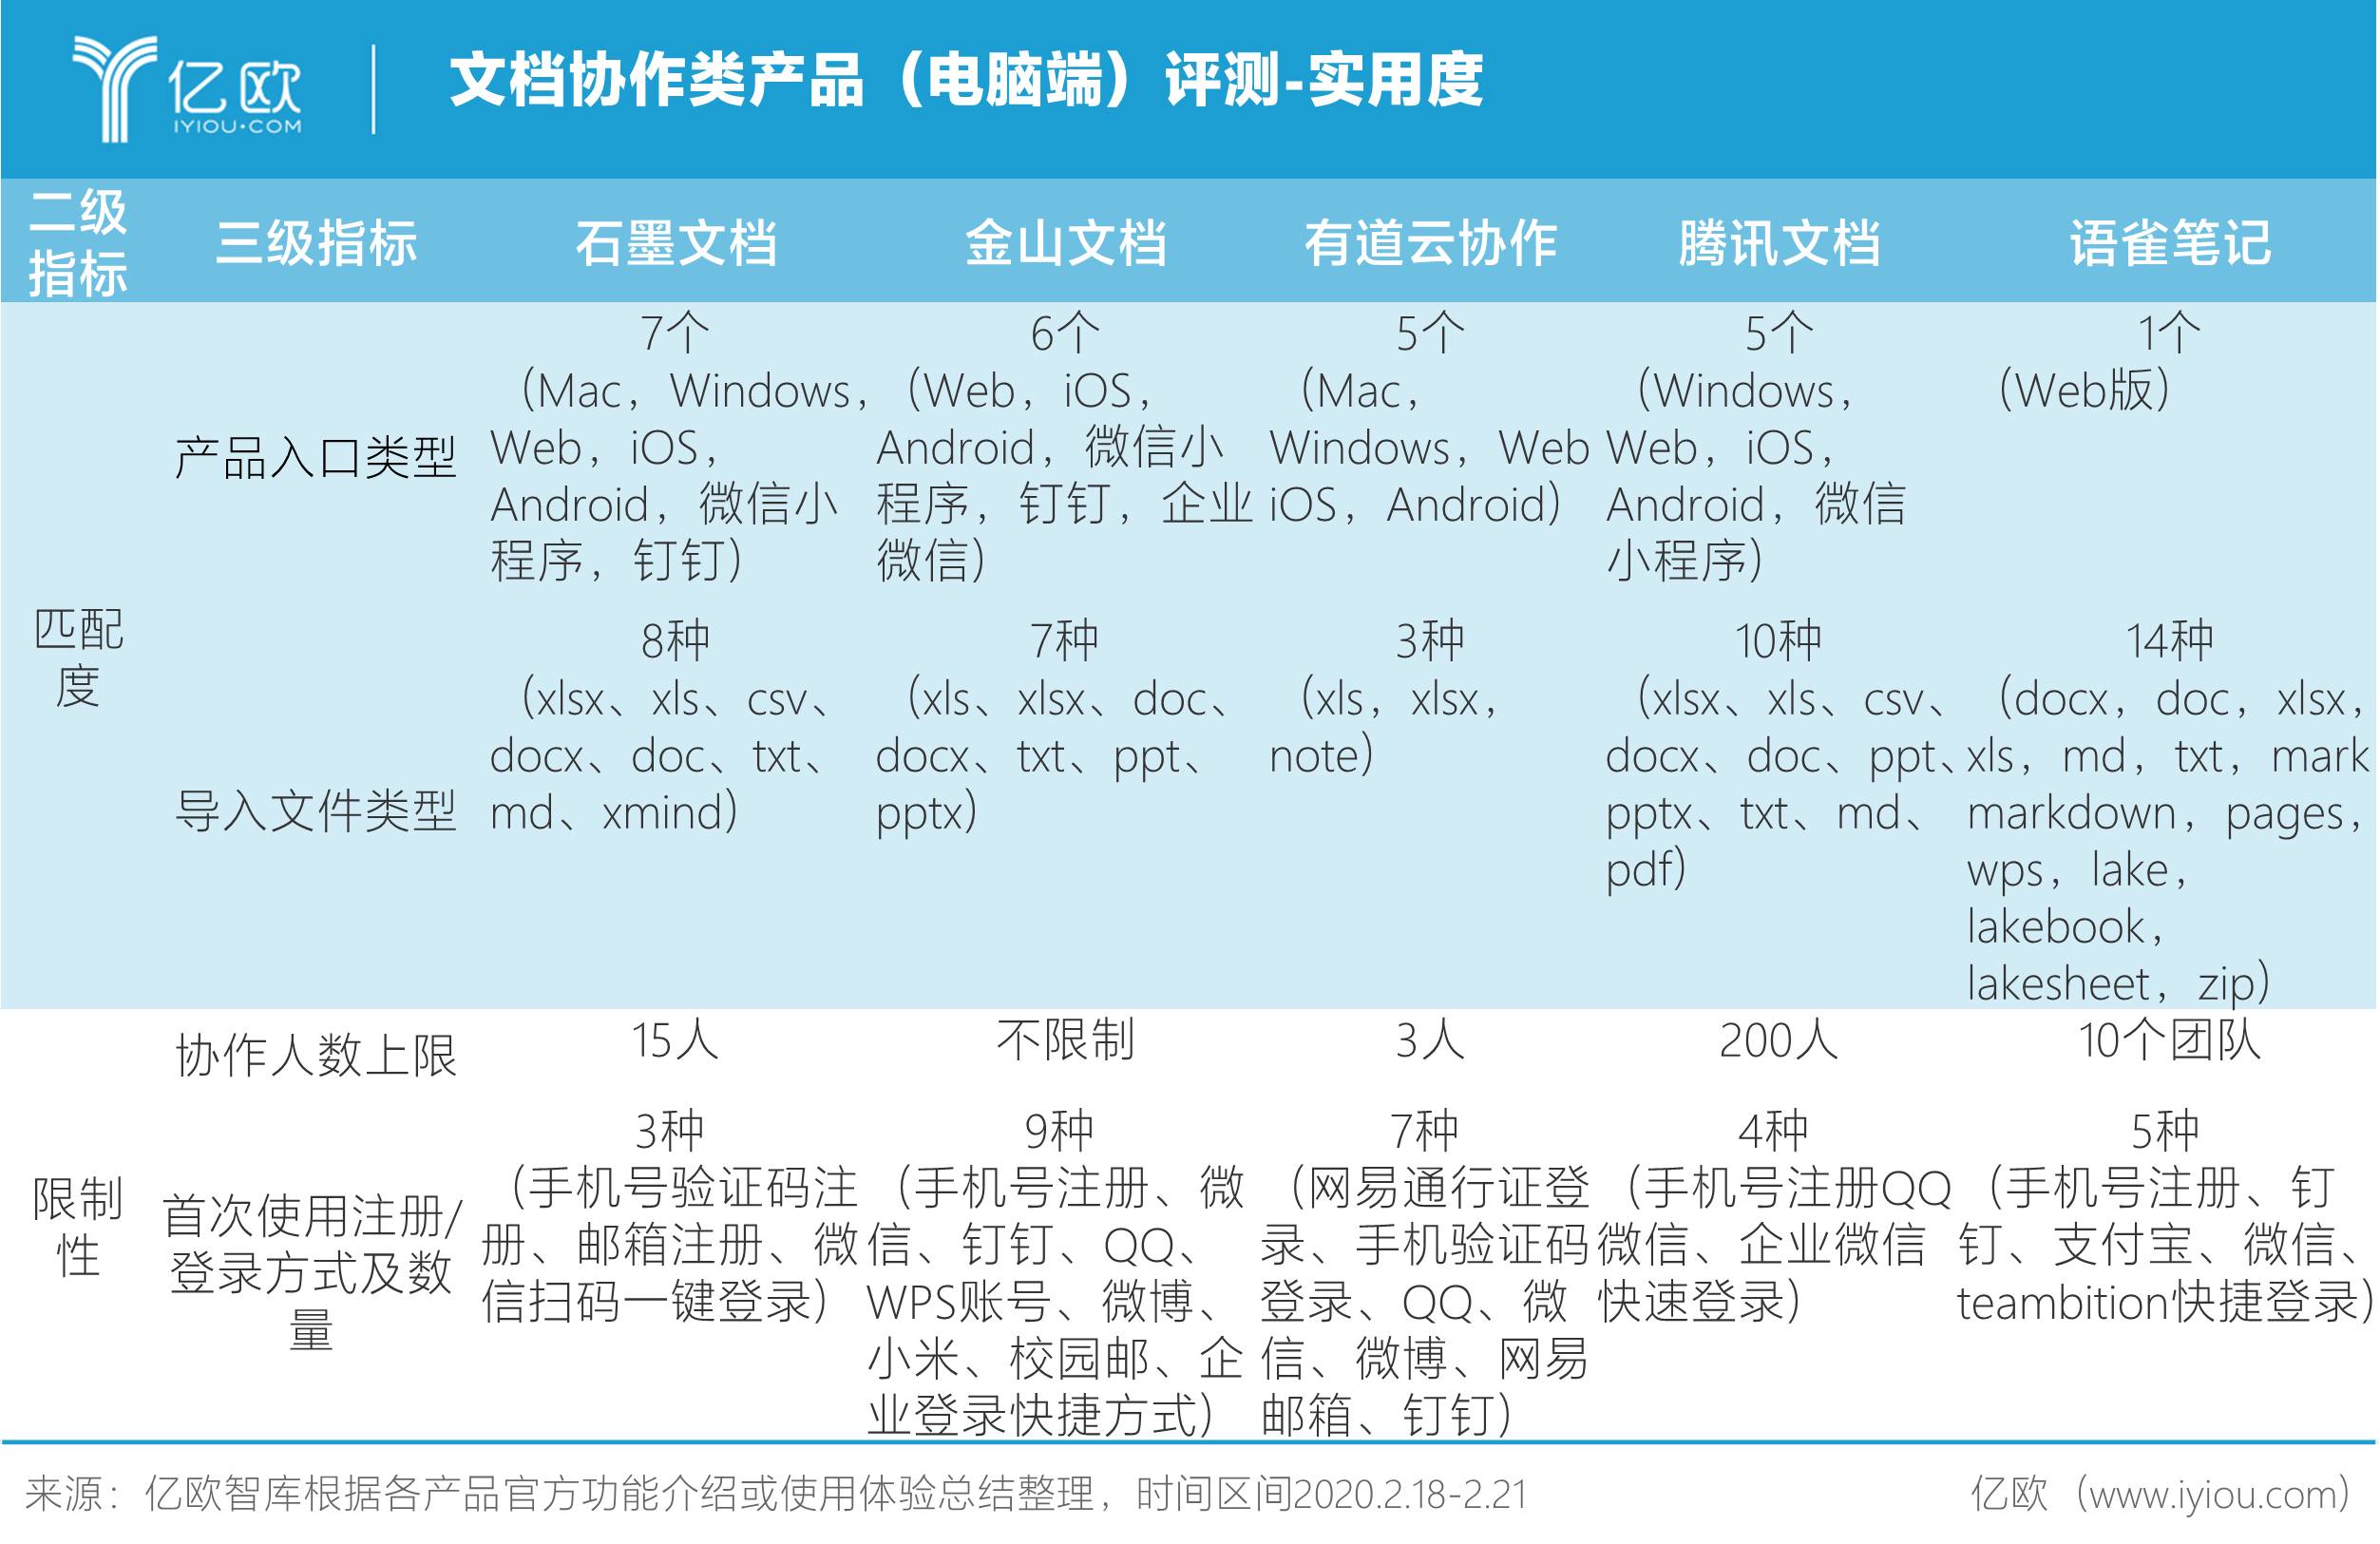 亿欧
IYIOU·COM
文档协作类产品（电脑端）评测-实用度
二级
指标
三级指标
石墨文档
金山文档
有道云协作
腾讯文档
语雀笔记
匹配
度
产品入口类型
7个
（Mac，Windows，
Web，iOS，
Android，微信小
程序，钉钉）
6个
（Web，iOS，
Android，微信小
程序，钉钉，企业
微信）
5个
（Mac，
Windows，Web
iOS，Android）
5个
（Windows，
Web，iOS，
Android，微信
小程序）
1个
（Web版）
导入文件类型
8种
（xlsx、xls、csv、
docx、doc、txt、
md、xmind）
7种
（xls、xlsx、doc、
docx、txt、ppt、
pptx）
3种
（xls，xlsx，
note）
10种
（xlsx、xls、csv、
docx、doc、ppt、
pptx、txt、md、
pdf）
14种
（docx，doc，xlsx，
xls，md，txt，mark
markdown，pages，
wps，lake，
lakebook，
lakesheet，zip）
限制
性
协作人数上限
15人
不限制
3人
200人
10个团队
首次使用注册/
登录方式及数
量
3种
（手机号验证码注
册、邮箱注册、微
信扫码一键登录）
9种
（手机号注册、微
信、钉钉、QQ、
WPS账号、微博、
小米、校园邮、企
业登录快捷方式）
7种
（网易通行证登
录、手机验证码
登录、QQ、微
信、微博、网易
邮箱、钉钉）
4种
（手机号注册QQ
微信、企业微信
快速登录）
5种
（手机号注册、钉
钉、支付宝、微信、
teambition快捷登录）
来源：亿欧智库根据各产品官方功能介绍或使用体验总结整理，时间区间2020.2.18-2.21
亿欧（www.iyiou.com）